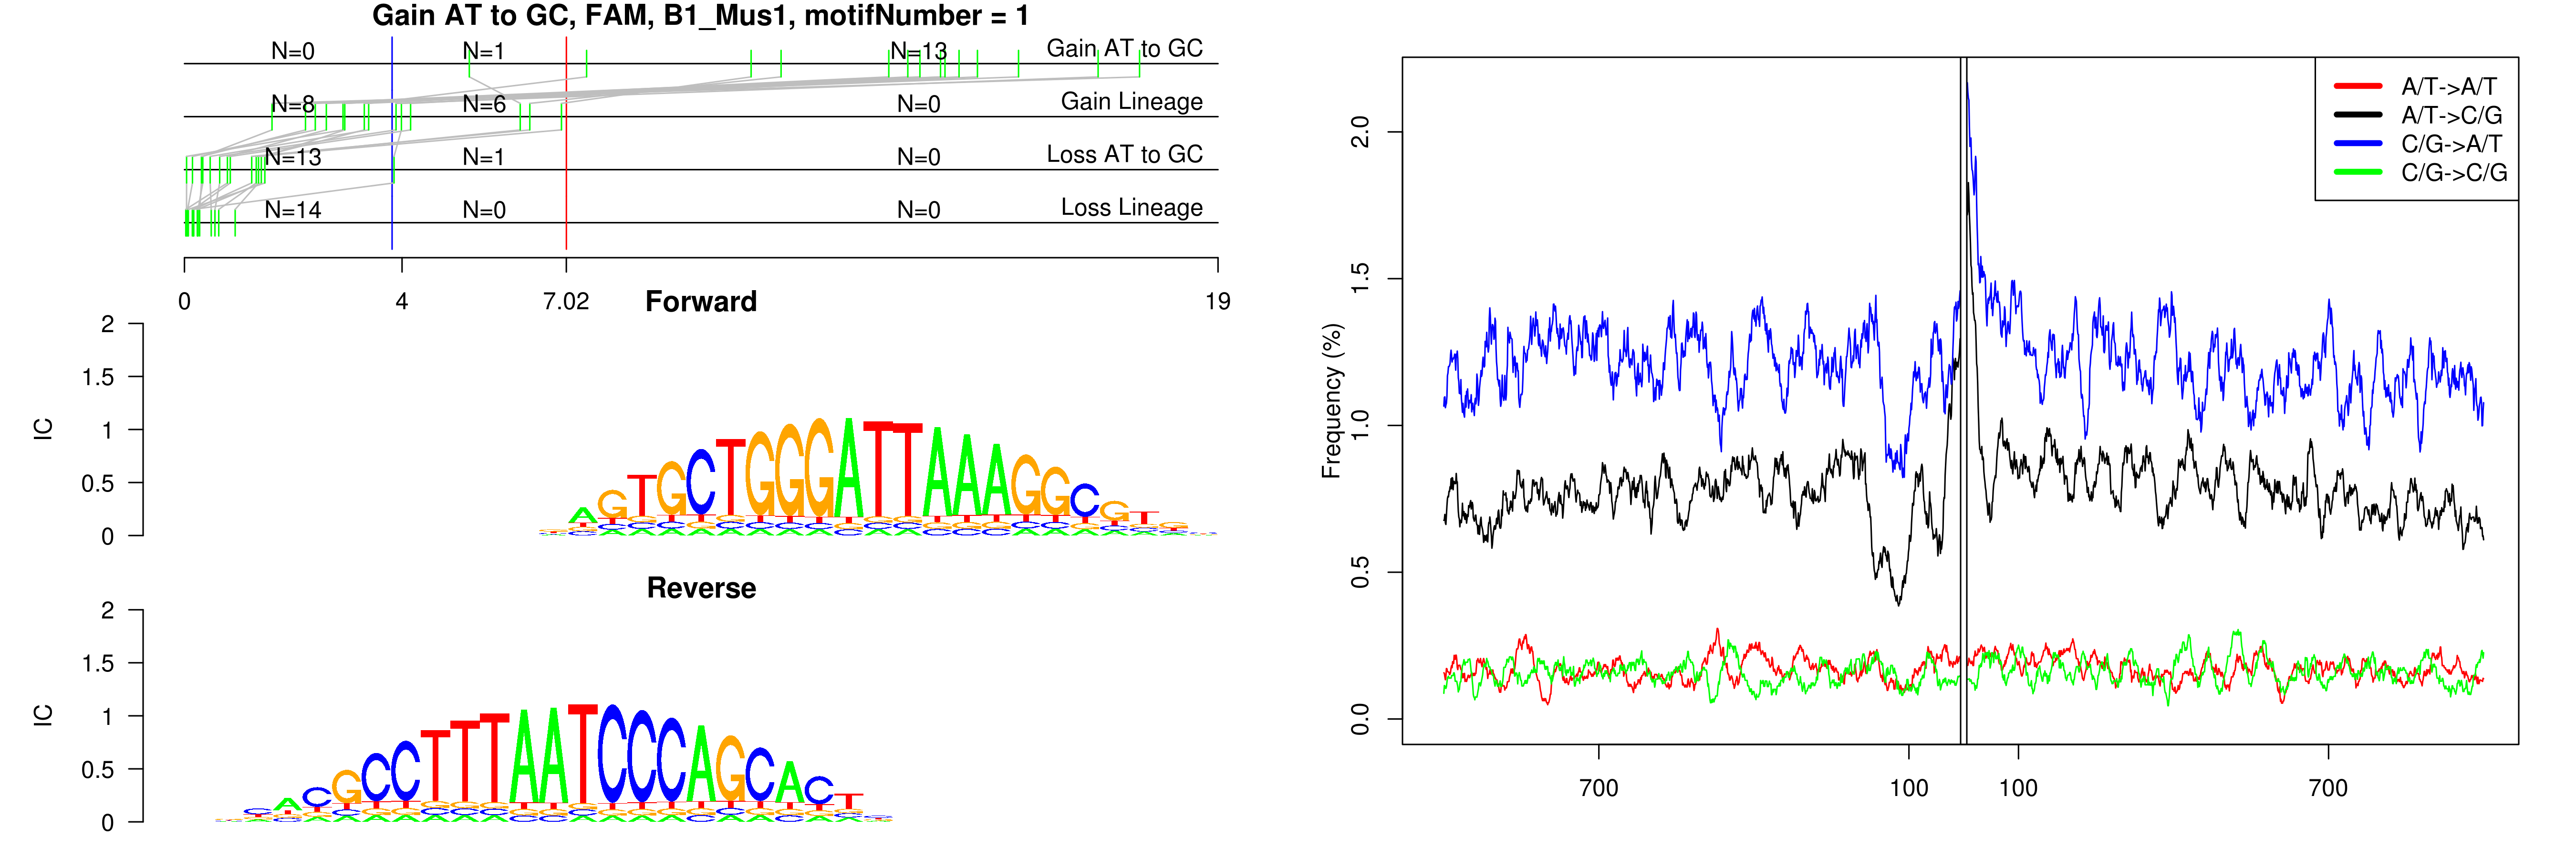 Gain AT to GC, FAM, B1_Mus1, motifNumber = 1
N=0 N=1 N=13 Gain AT to GC
N=8 N=6 N=0 Gain Lineage
N=13 N=1 N=0 Loss AT to GC
N=14 N=0 N=0 Loss Lineage
0 4 7.02 19
Forward
2
1.5
1
0.5
0
IC
AGTGCTGGGATTAAAGGCGT
Reverse
2
1.5
1
0.5
0
IC
ACGCCTTTAATCCCAGCACT
A/T->A/T
A/T->C/G
C/G->A/T
C/G->C/G
Frequency (%)
2.0
1.5
1.0
0.5
0.0
700 100 100 700